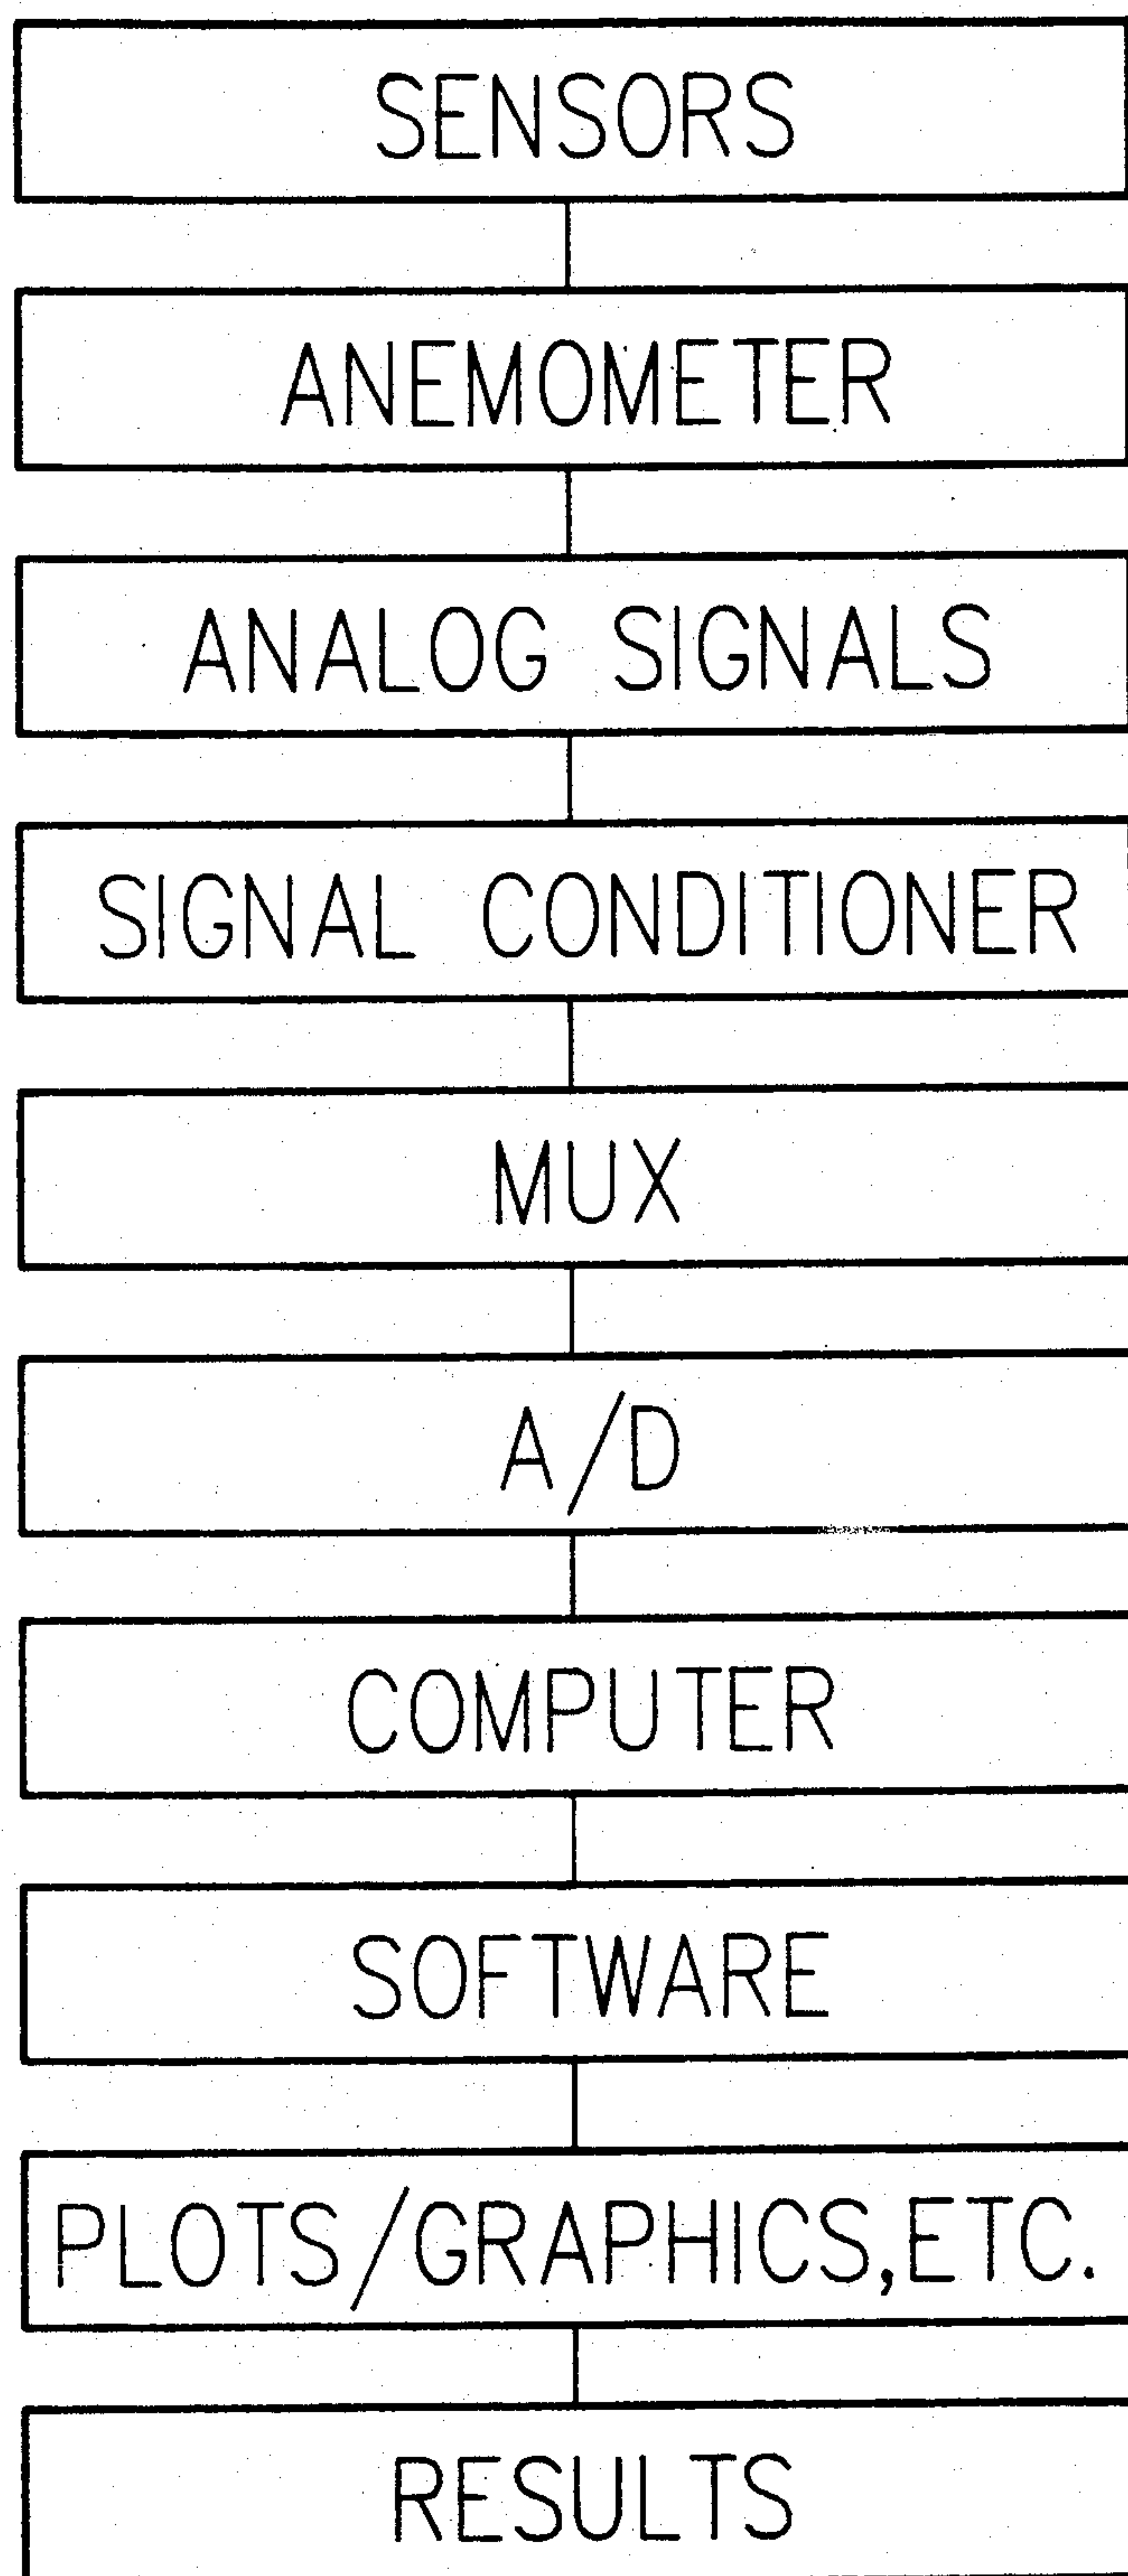 SENSORS
ANEMOMETER
ANALOG SIGNALS
SIGNAL CONDITIONER
MUX
A/D
COMPUTER
SOFTWARE
PLOTS/GRAPHICS,ETC.
RESULTS